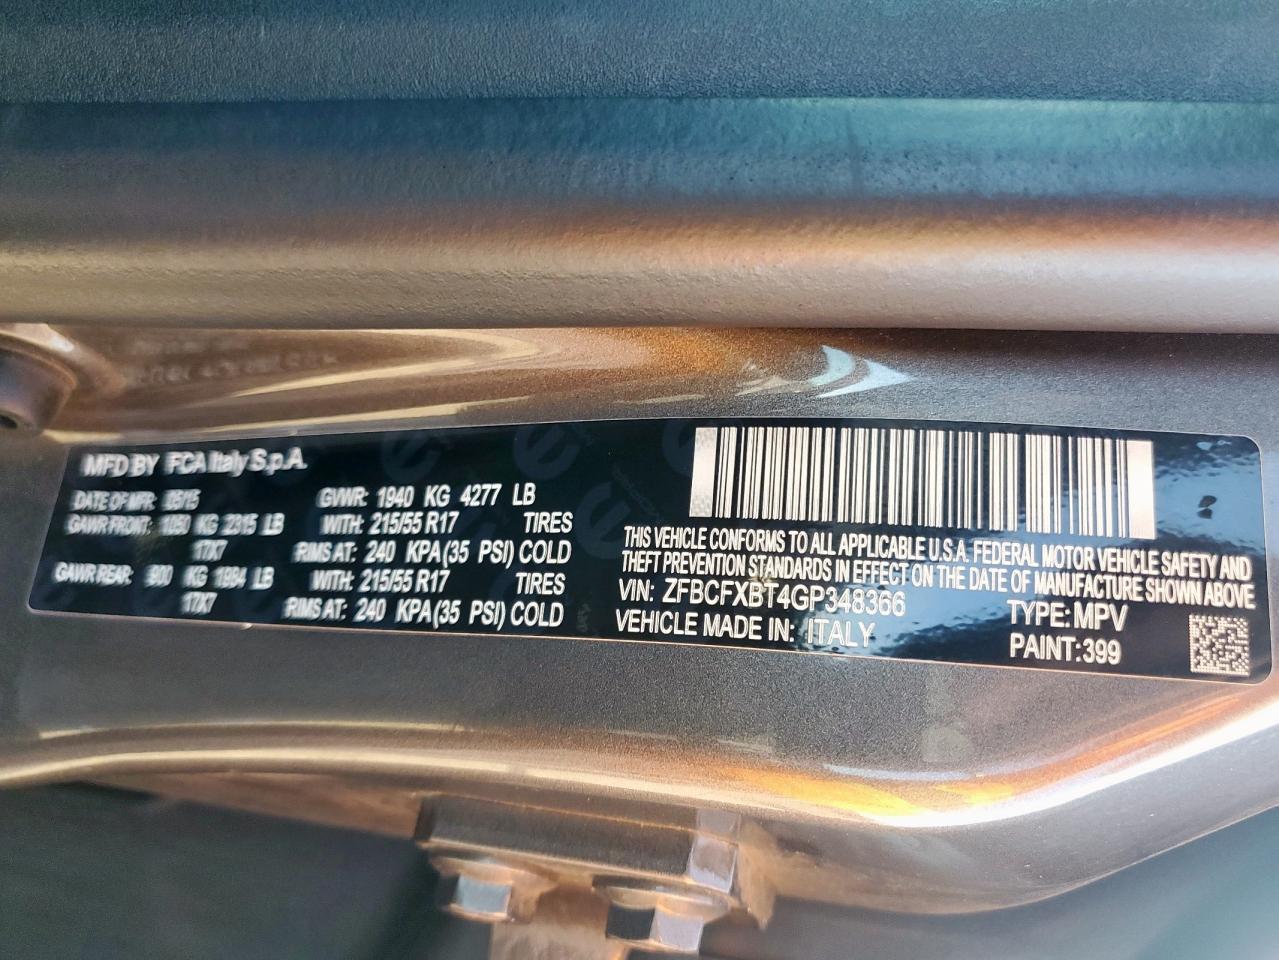 MFD BY FCA Italy S.p.A.
DATE OF MFR: 05/15 GVWR: 1940 KG 4277 LB
GAWR FRONT: 1050 KG 2315 LB WITH: 215/55 R17 TIRES
17X7 RIMS AT: 240 KPA(35 PSI) COLD
GAWR REAR: 900 KG 1984 LB WITH: 215/55 R17 TIRES
17X7 RIMS AT: 240 KPA(35 PSI) COLD
THIS VEHICLE CONFORMS TO ALL APPLICABLE U.S.A. FEDERAL MOTOR VEHICLE SAFETY AND
THEFT PREVENTION STANDARDS IN EFFECT ON THE DATE OF MANUFACTURE SHOWN ABOVE
VIN: ZFBCFXBT4GP348366 TYPE: MPV
VEHICLE MADE IN: ITALY PAINT: 399